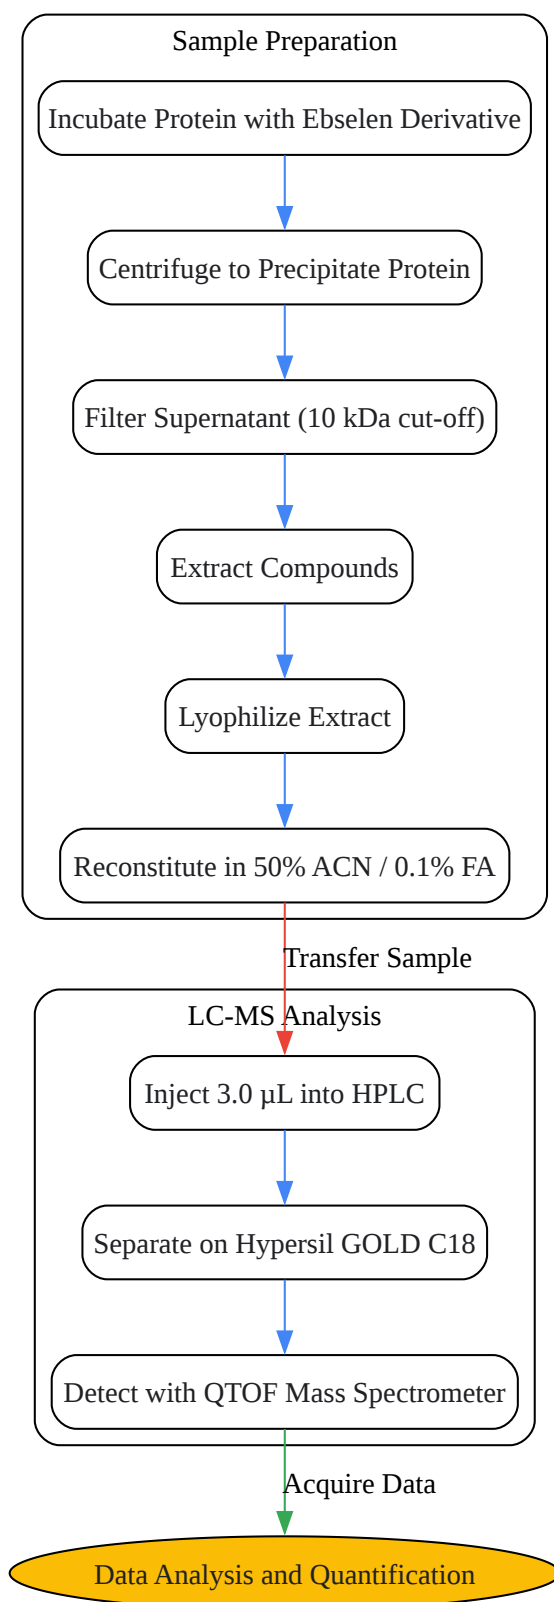 Sample Preparation
Incubate Protein with Ebselen Derivative
Centrifuge to Precipitate Protein
Filter Supernatant (10 kDa cut-off)
Extract Compounds
Lyophilize Extract
Reconstitute in 50% ACN / 0.1% FA
Transfer Sample
LC-MS Analysis
Inject 3.0 µL into HPLC
Separate on Hypersil GOLD C18
Detect with QTOF Mass Spectrometer
Acquire Data
Data Analysis and Quantification